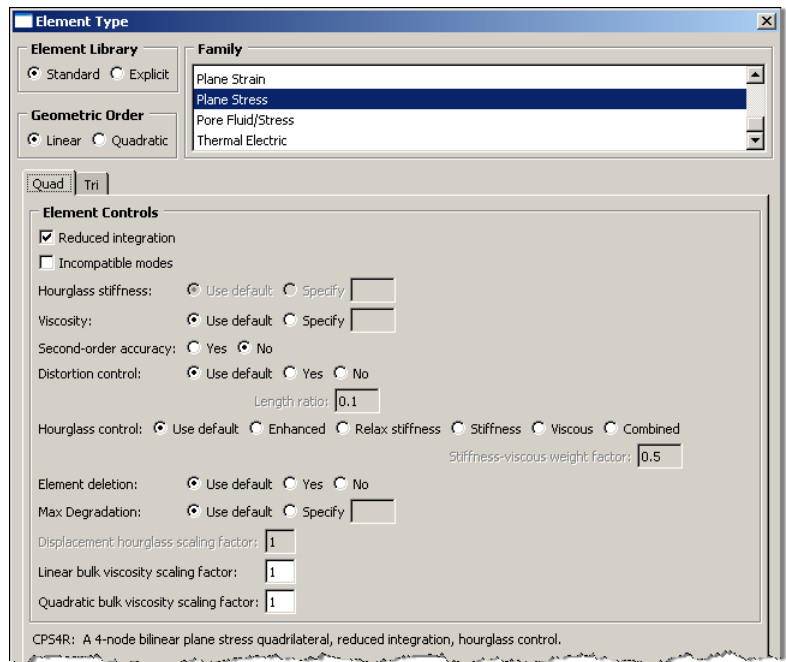 Element Type
Element Library
Standard Explicit
Family
Plane Strain
Plane Stress
Pore Fluid/Stress
Thermal Electric
Geometric Order
Linear Quadratic
Quad Tri
Element Controls
Reduced integration
Incompatible modes
Hourglass stiffness: Use default Specify
Viscosity: Use default Specify
Second-order accuracy: Yes No
Distortion control: Use default Yes No
Length ratio: 0.1
Hourglass control: Use default Enhanced Relax stiffness Stiffness Viscous Combined
Stiffness-viscous weight factor: 0.5
Element deletion: Use default Yes No
Max Degradation: Use default Specify
Displacement hourglass scaling factor: 1
Linear bulk viscosity scaling factor: 1
Quadratic bulk viscosity scaling factor: 1
CPS4R: A 4-node bilinear plane stress quadrilateral, reduced integration, hourglass control.